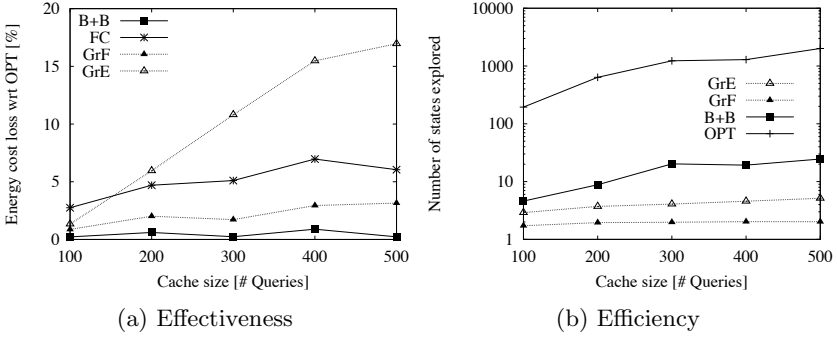 Energy cost loss wrt OPT [%]
20
15
10
5
0
B+B
FC
GrF
GrE
100 200 300 400 500
Cache size [# Queries]
(a) Effectiveness
Number of states explored
10000
1000
100
10
1
GrE
GrF
B+B
OPT
100 200 300 400 500
Cache size [# Queries]
(b) Efficiency